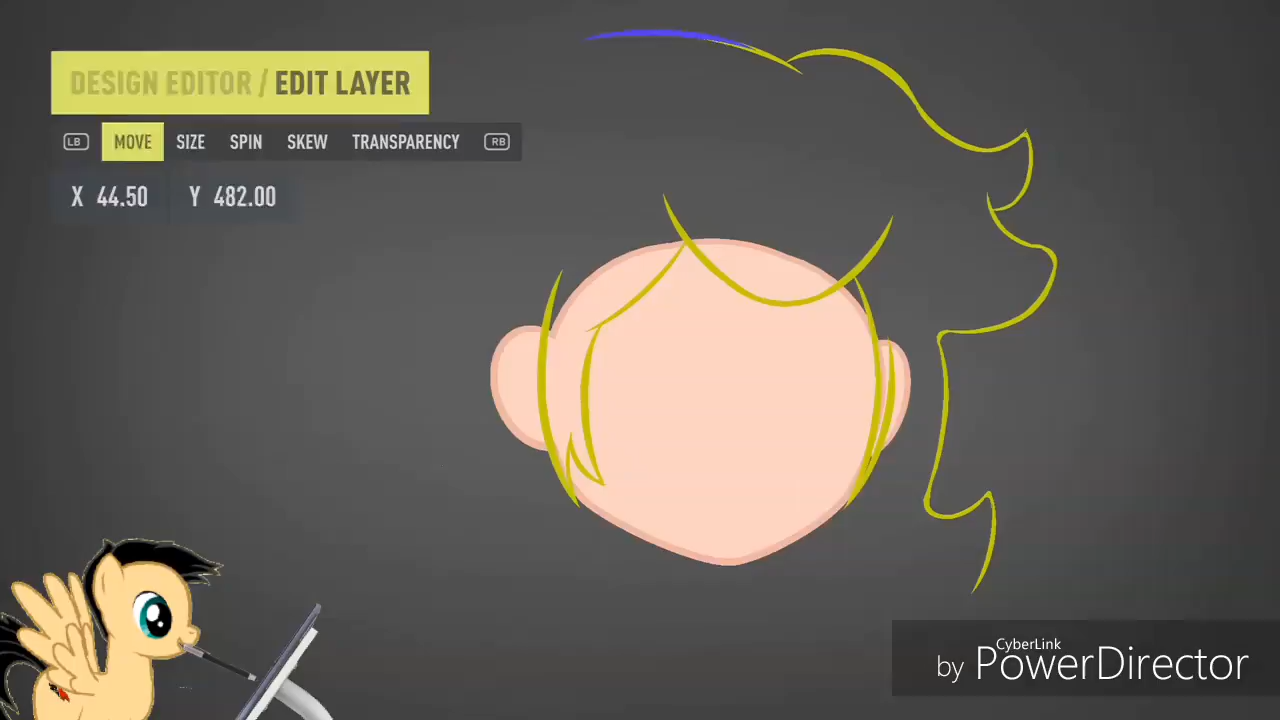 DESIGN EDITOR / EDIT LAYER
LB MOVE SIZE SPIN SKEW TRANSPARENCY RB
X 44.50 Y 482.00
CyberLink
by PowerDirector